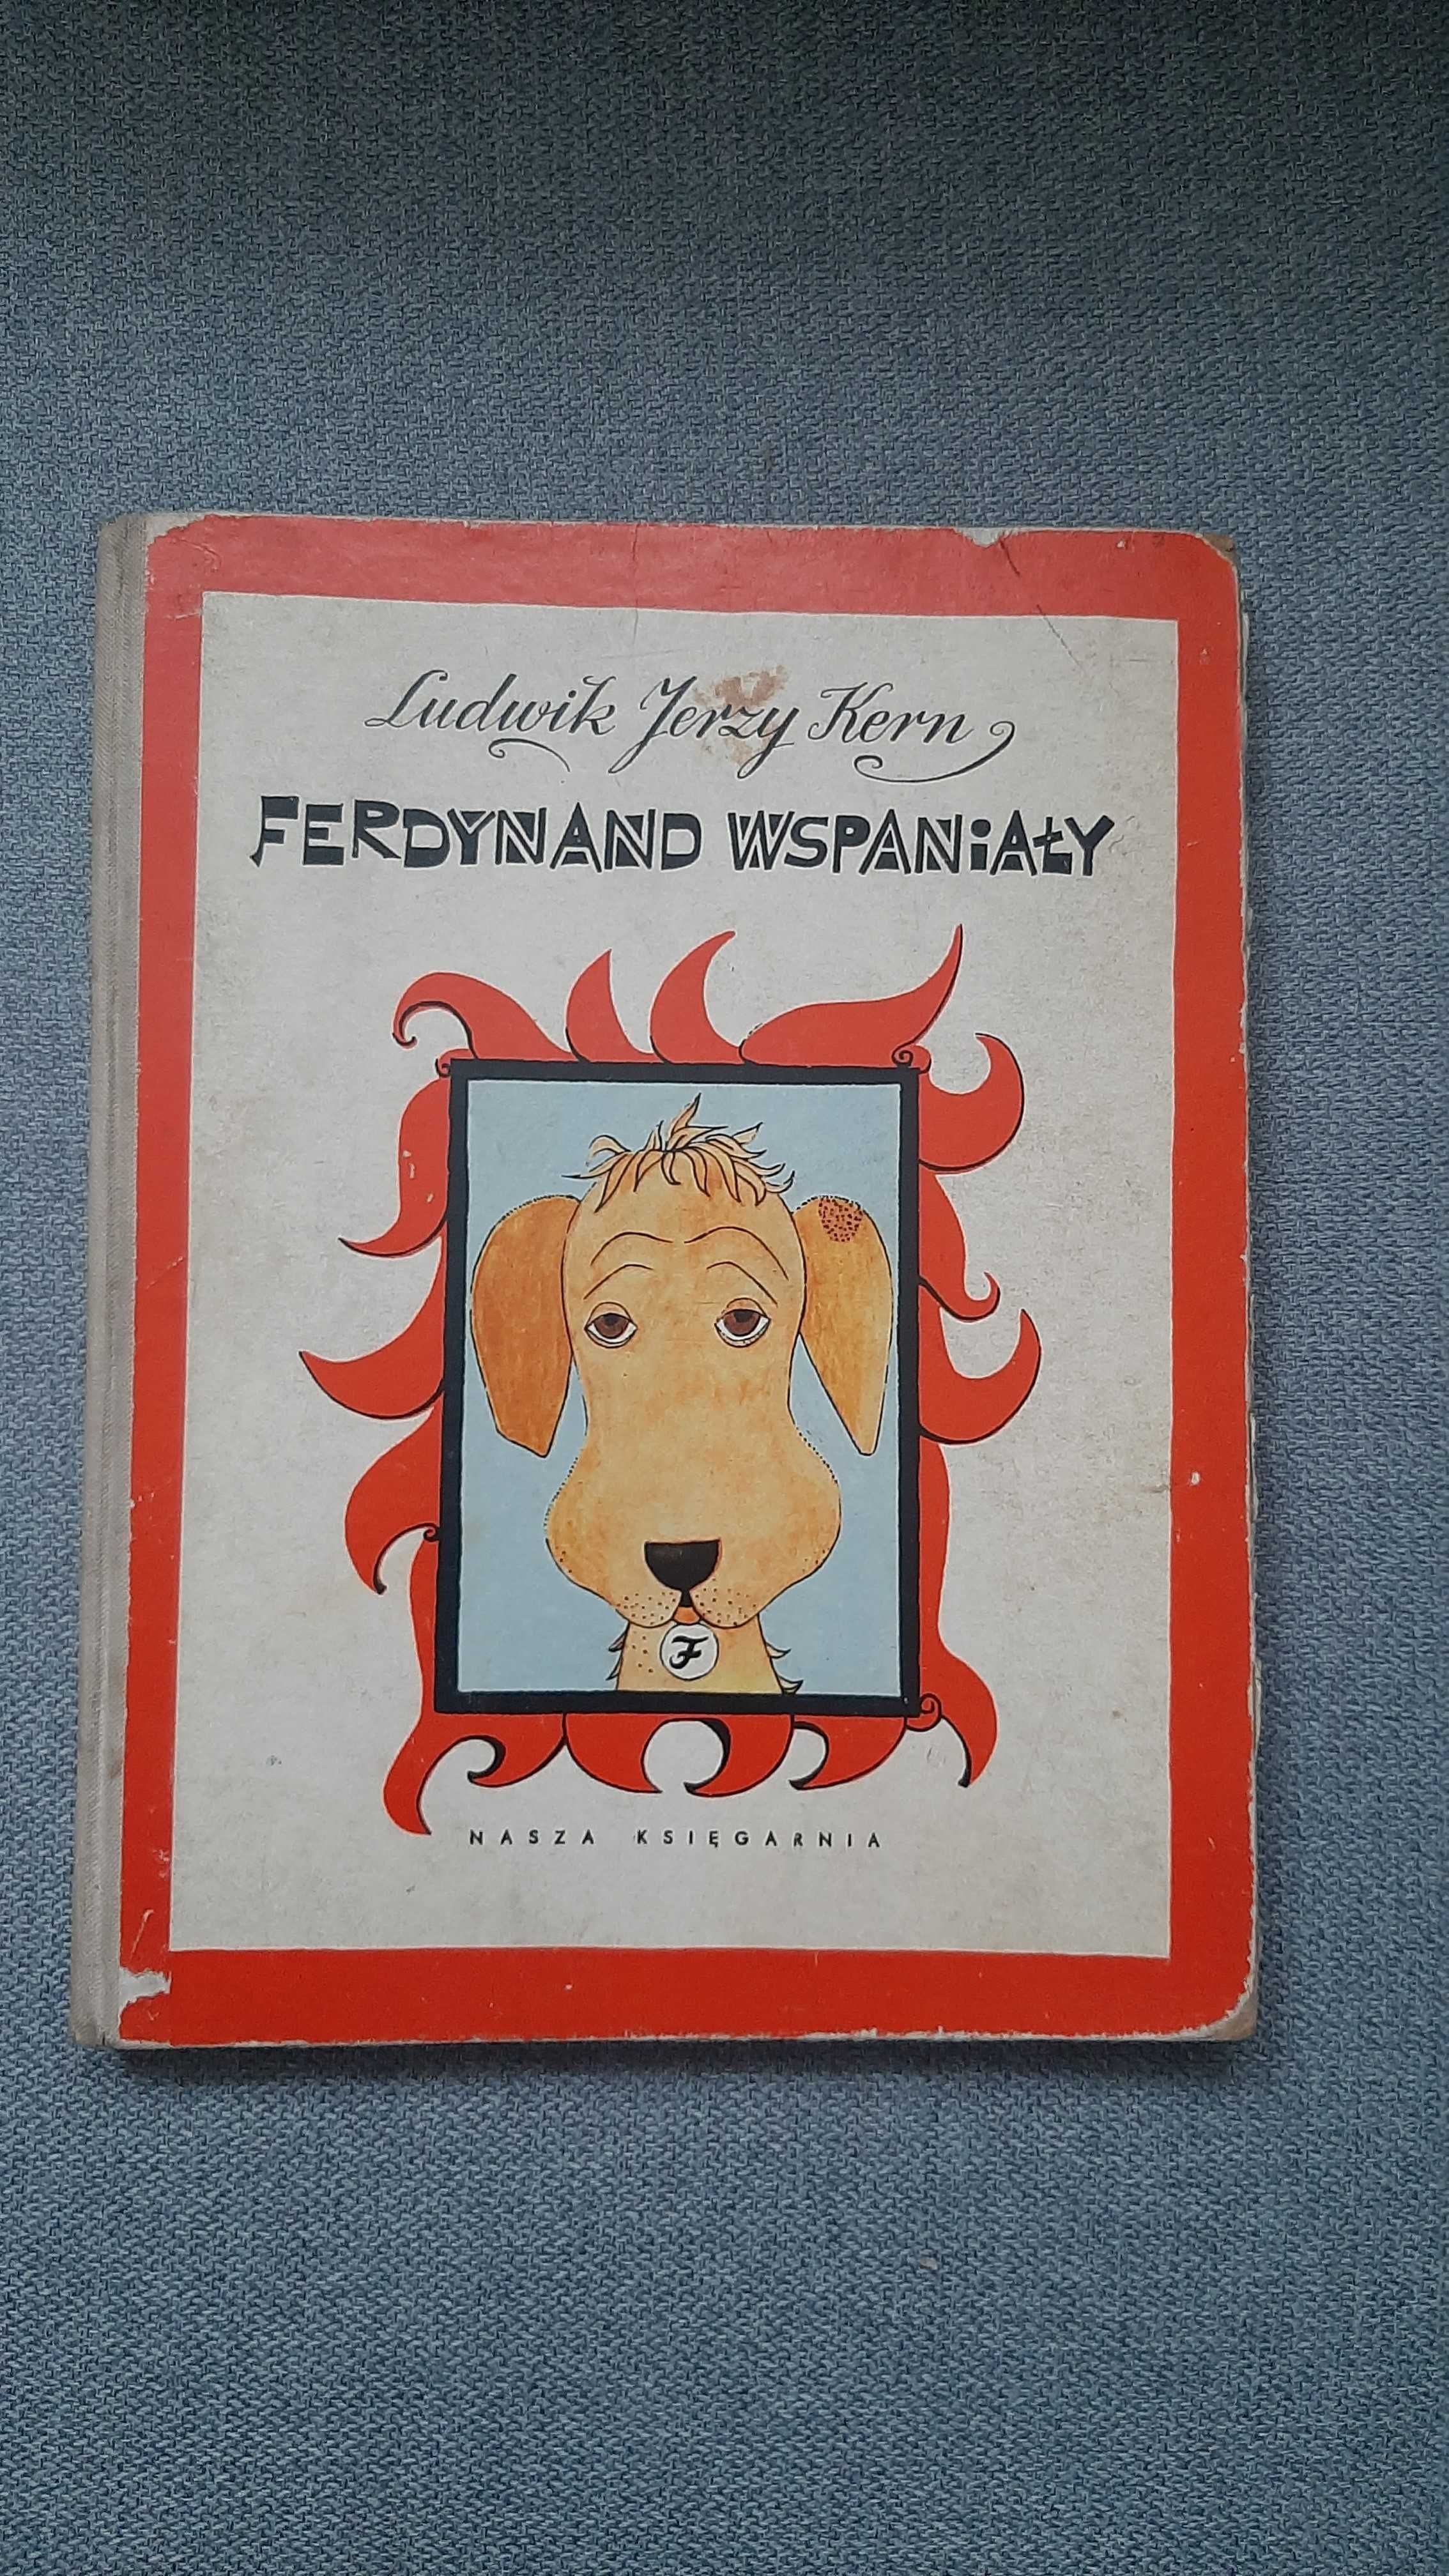 Ludwik Jerzy Kern
FERDYNAND WSPANiAŁY
F
NASZA KSIĘGARNIA